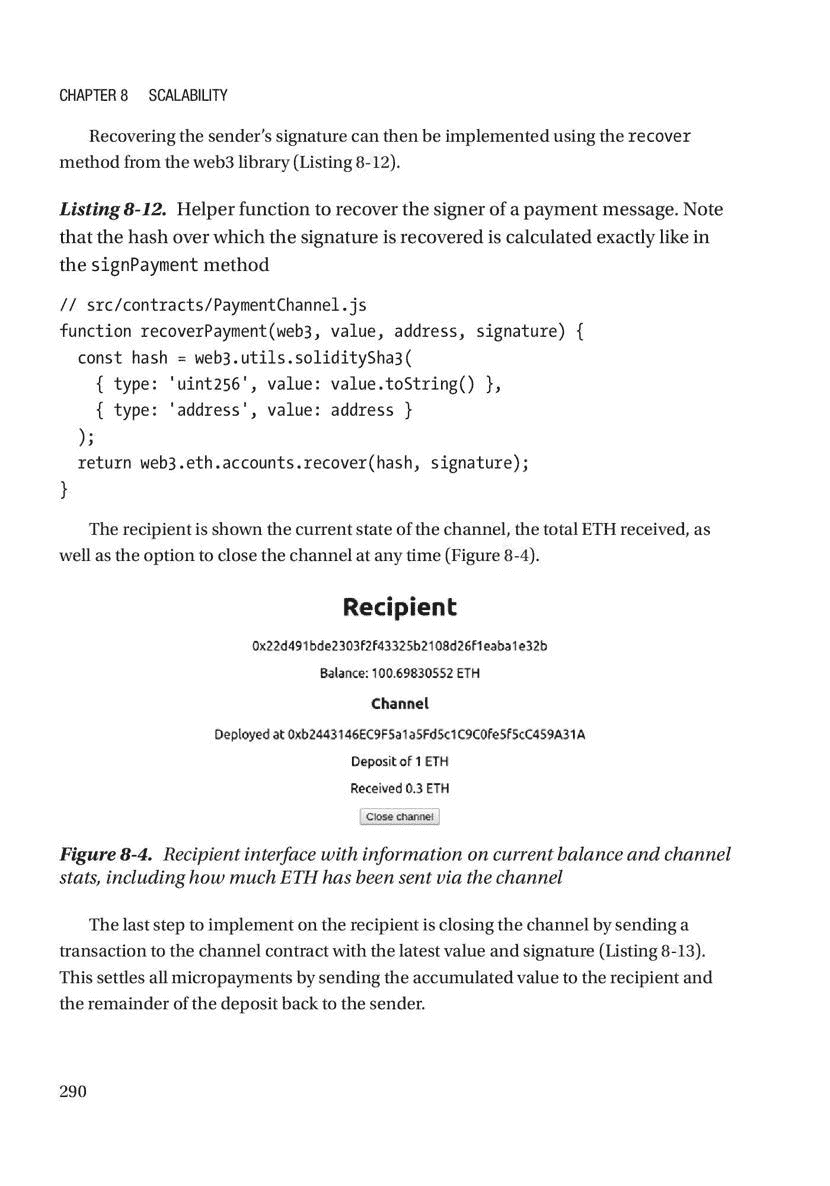 CHAPTER 8 SCALABILITY
Recovering the sender’s signature can then be implemented using the recover
method from the web3 library (Listing 8-12).
Listing 8-12. Helper function to recover the signer of a payment message. Note
that the hash over which the signature is recovered is calculated exactly like in
the signPayment method
// src/contracts/PaymentChannel.js
function recoverPayment(web3, value, address, signature) {
  const hash = web3.utils.soliditySha3(
    { type: 'uint256', value: value.toString() },
    { type: 'address', value: address }
  );
  return web3.eth.accounts.recover(hash, signature);
}
The recipient is shown the current state of the channel, the total ETH received, as
well as the option to close the channel at any time (Figure 8-4).
Recipient
0x22d491bde2303f2f43325b2108d26f1eaba1e32b
Balance: 100.69830552 ETH
Channel
Deployed at 0xb2443146EC9F5a1a5Fd5c1C9C0fe5f5cC459A31A
Deposit of 1 ETH
Received 0.3 ETH
Close channel
Figure 8-4. Recipient interface with information on current balance and channel
stats, including how much ETH has been sent via the channel
The last step to implement on the recipient is closing the channel by sending a
transaction to the channel contract with the latest value and signature (Listing 8-13).
This settles all micropayments by sending the accumulated value to the recipient and
the remainder of the deposit back to the sender.
290